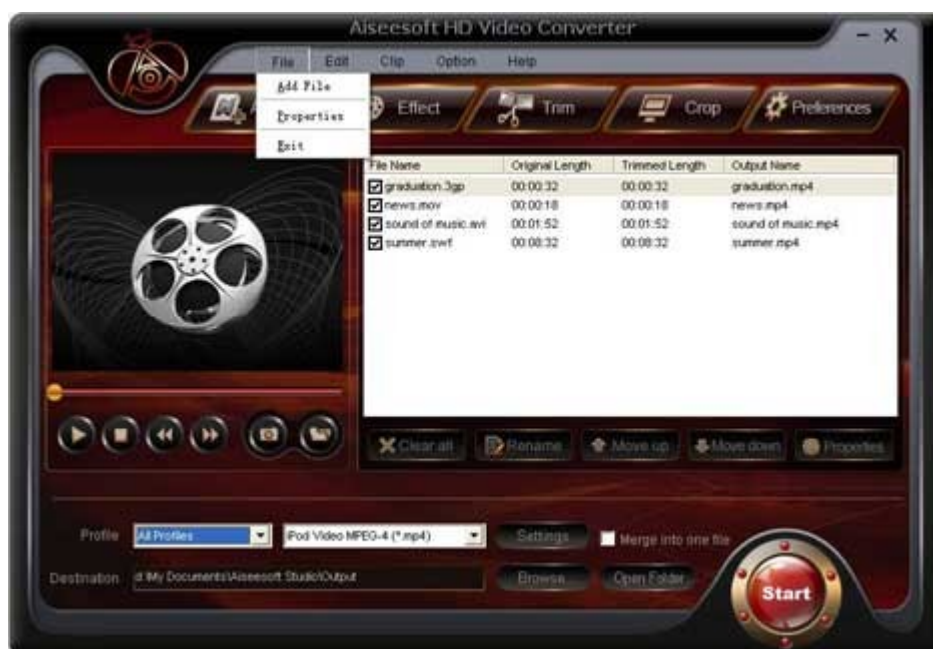 Aiseesoft HD Video Converter
File Edit Clip Option Help
Add File
Properties
Exit
Effect Trim Crop Preferences
File Name Original Length Trimmed Length Output Name
graduation.3gp 00:00:32 00:00:32 graduation.mp4
news.mov 00:00:18 00:00:18 news.mp4
sound of music.avi 00:01:52 00:01:52 sound of music.mp4
summer.swf 00:08:32 00:08:32 summer.mp4
Clear all Rename Move up Move down Properties
Profile All Profiles iPod Video MPEG-4 (*.mp4) Settings Merge into one file
Destination d:\My Documents\Aiseesoft Studio\Output Browse Open Folder
Start